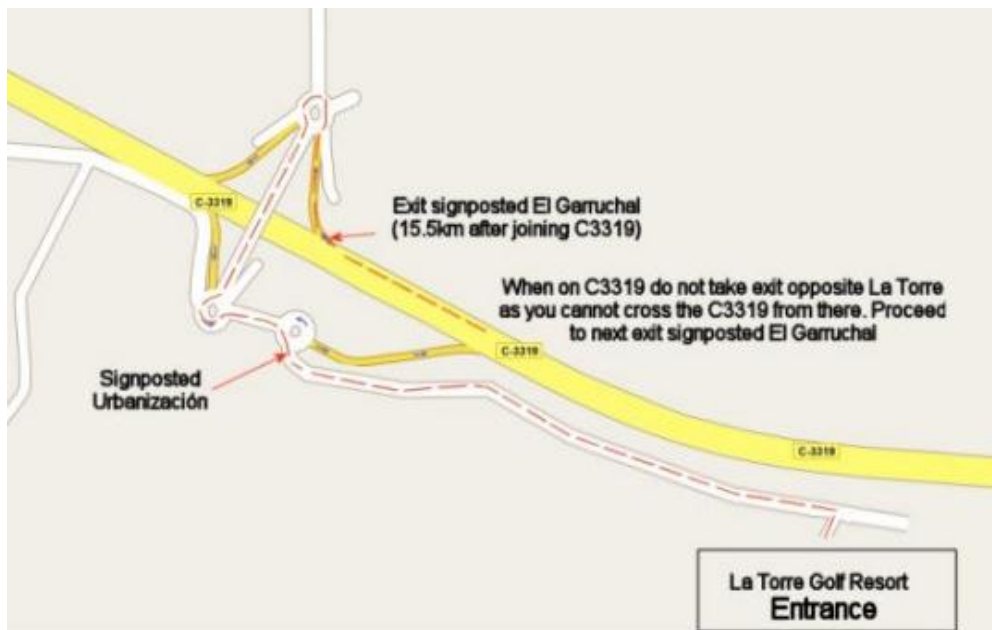 C-3319
Exit signposted El Garruchal
(15.5km after joining C3319)
When on C3319 do not take exit opposite La Torre
as you cannot cross the C3319 from there. Proceed
to next exit signposted El Garruchal
C-3319
Signposted
Urbanización
C-3319
La Torre Golf Resort
Entrance